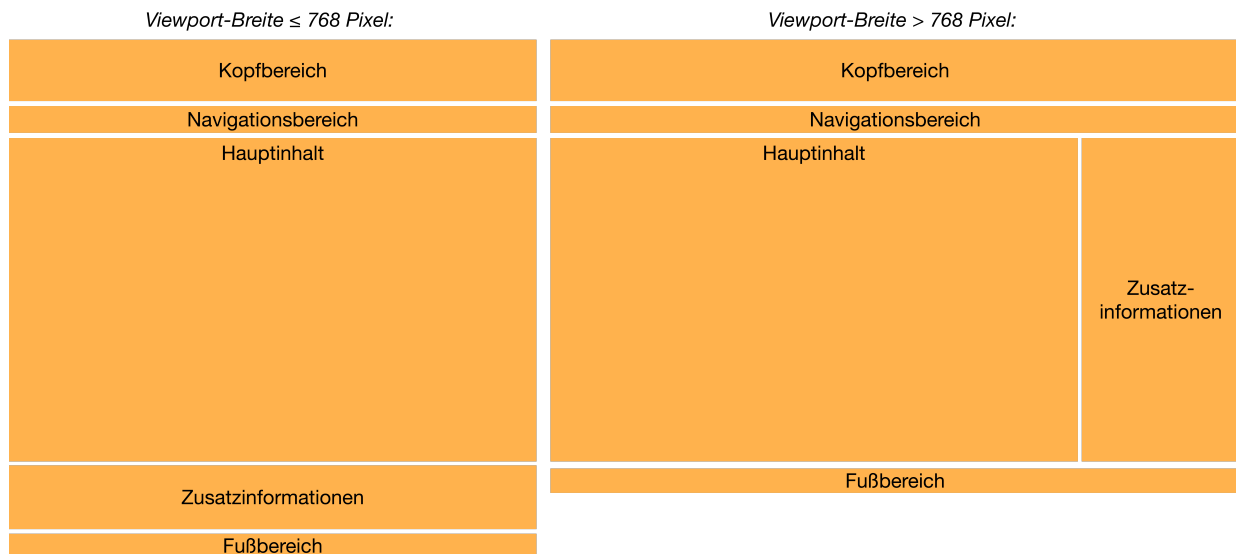 Viewport-Breite ≤ 768 Pixel:
Kopfbereich
Navigationsbereich
Hauptinhalt
Zusatzinformationen
Fußbereich
Viewport-Breite > 768 Pixel:
Kopfbereich
Navigationsbereich
Hauptinhalt
Zusatz-
informationen
Fußbereich